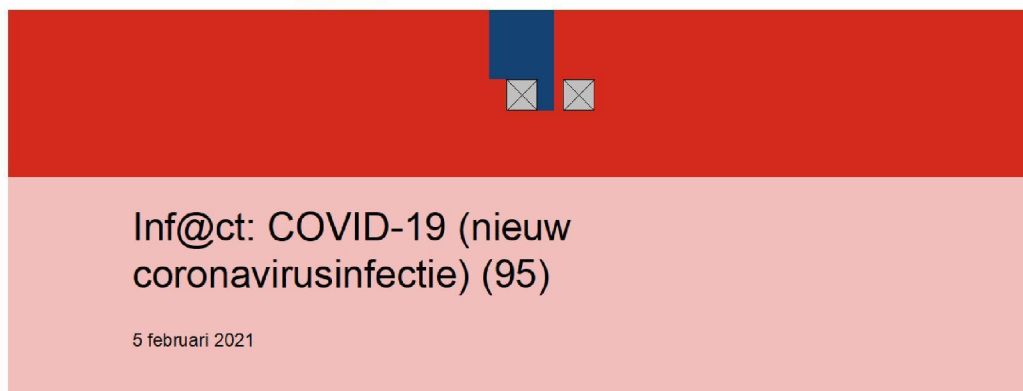 Inf@ct: COVID-19 (nieuw
coronavirusinfectie) (95)
5 februari 2021